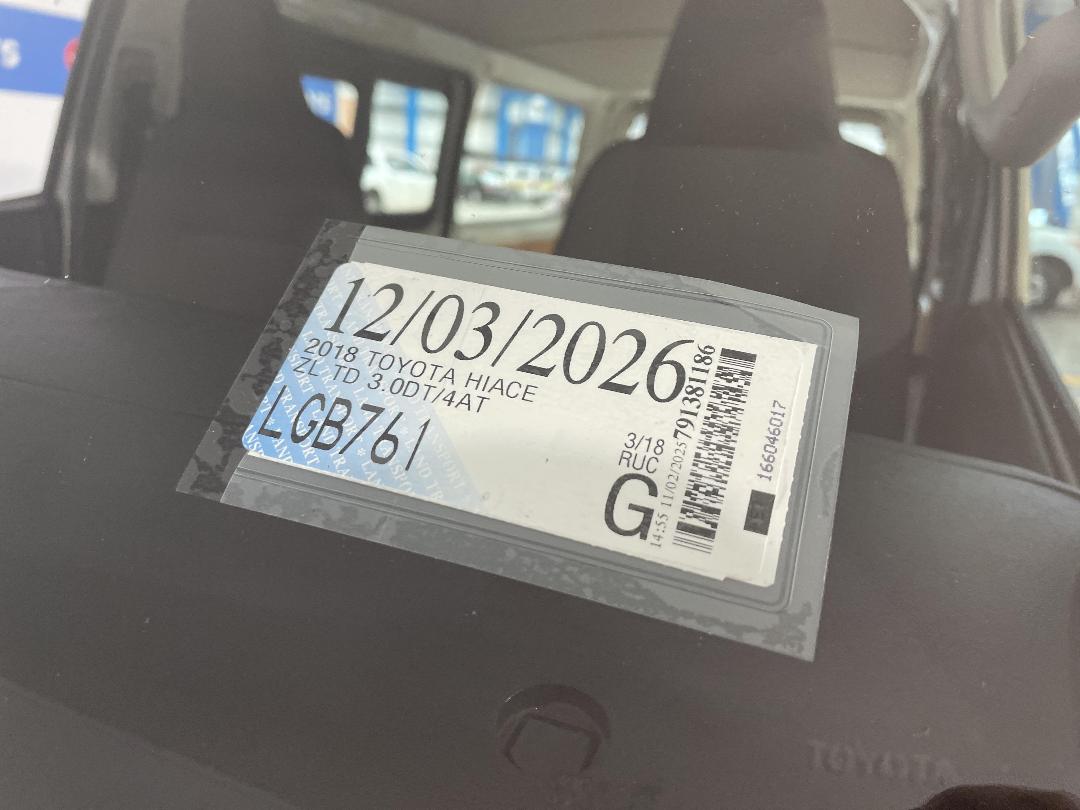 12/03/2026
2018 TOYOTA HIACE
ZL TD 3.0DT/4AT
LGB761
3/18
RUC
G
14:55 11/02/2025
791381186
166046017
TOYOTA